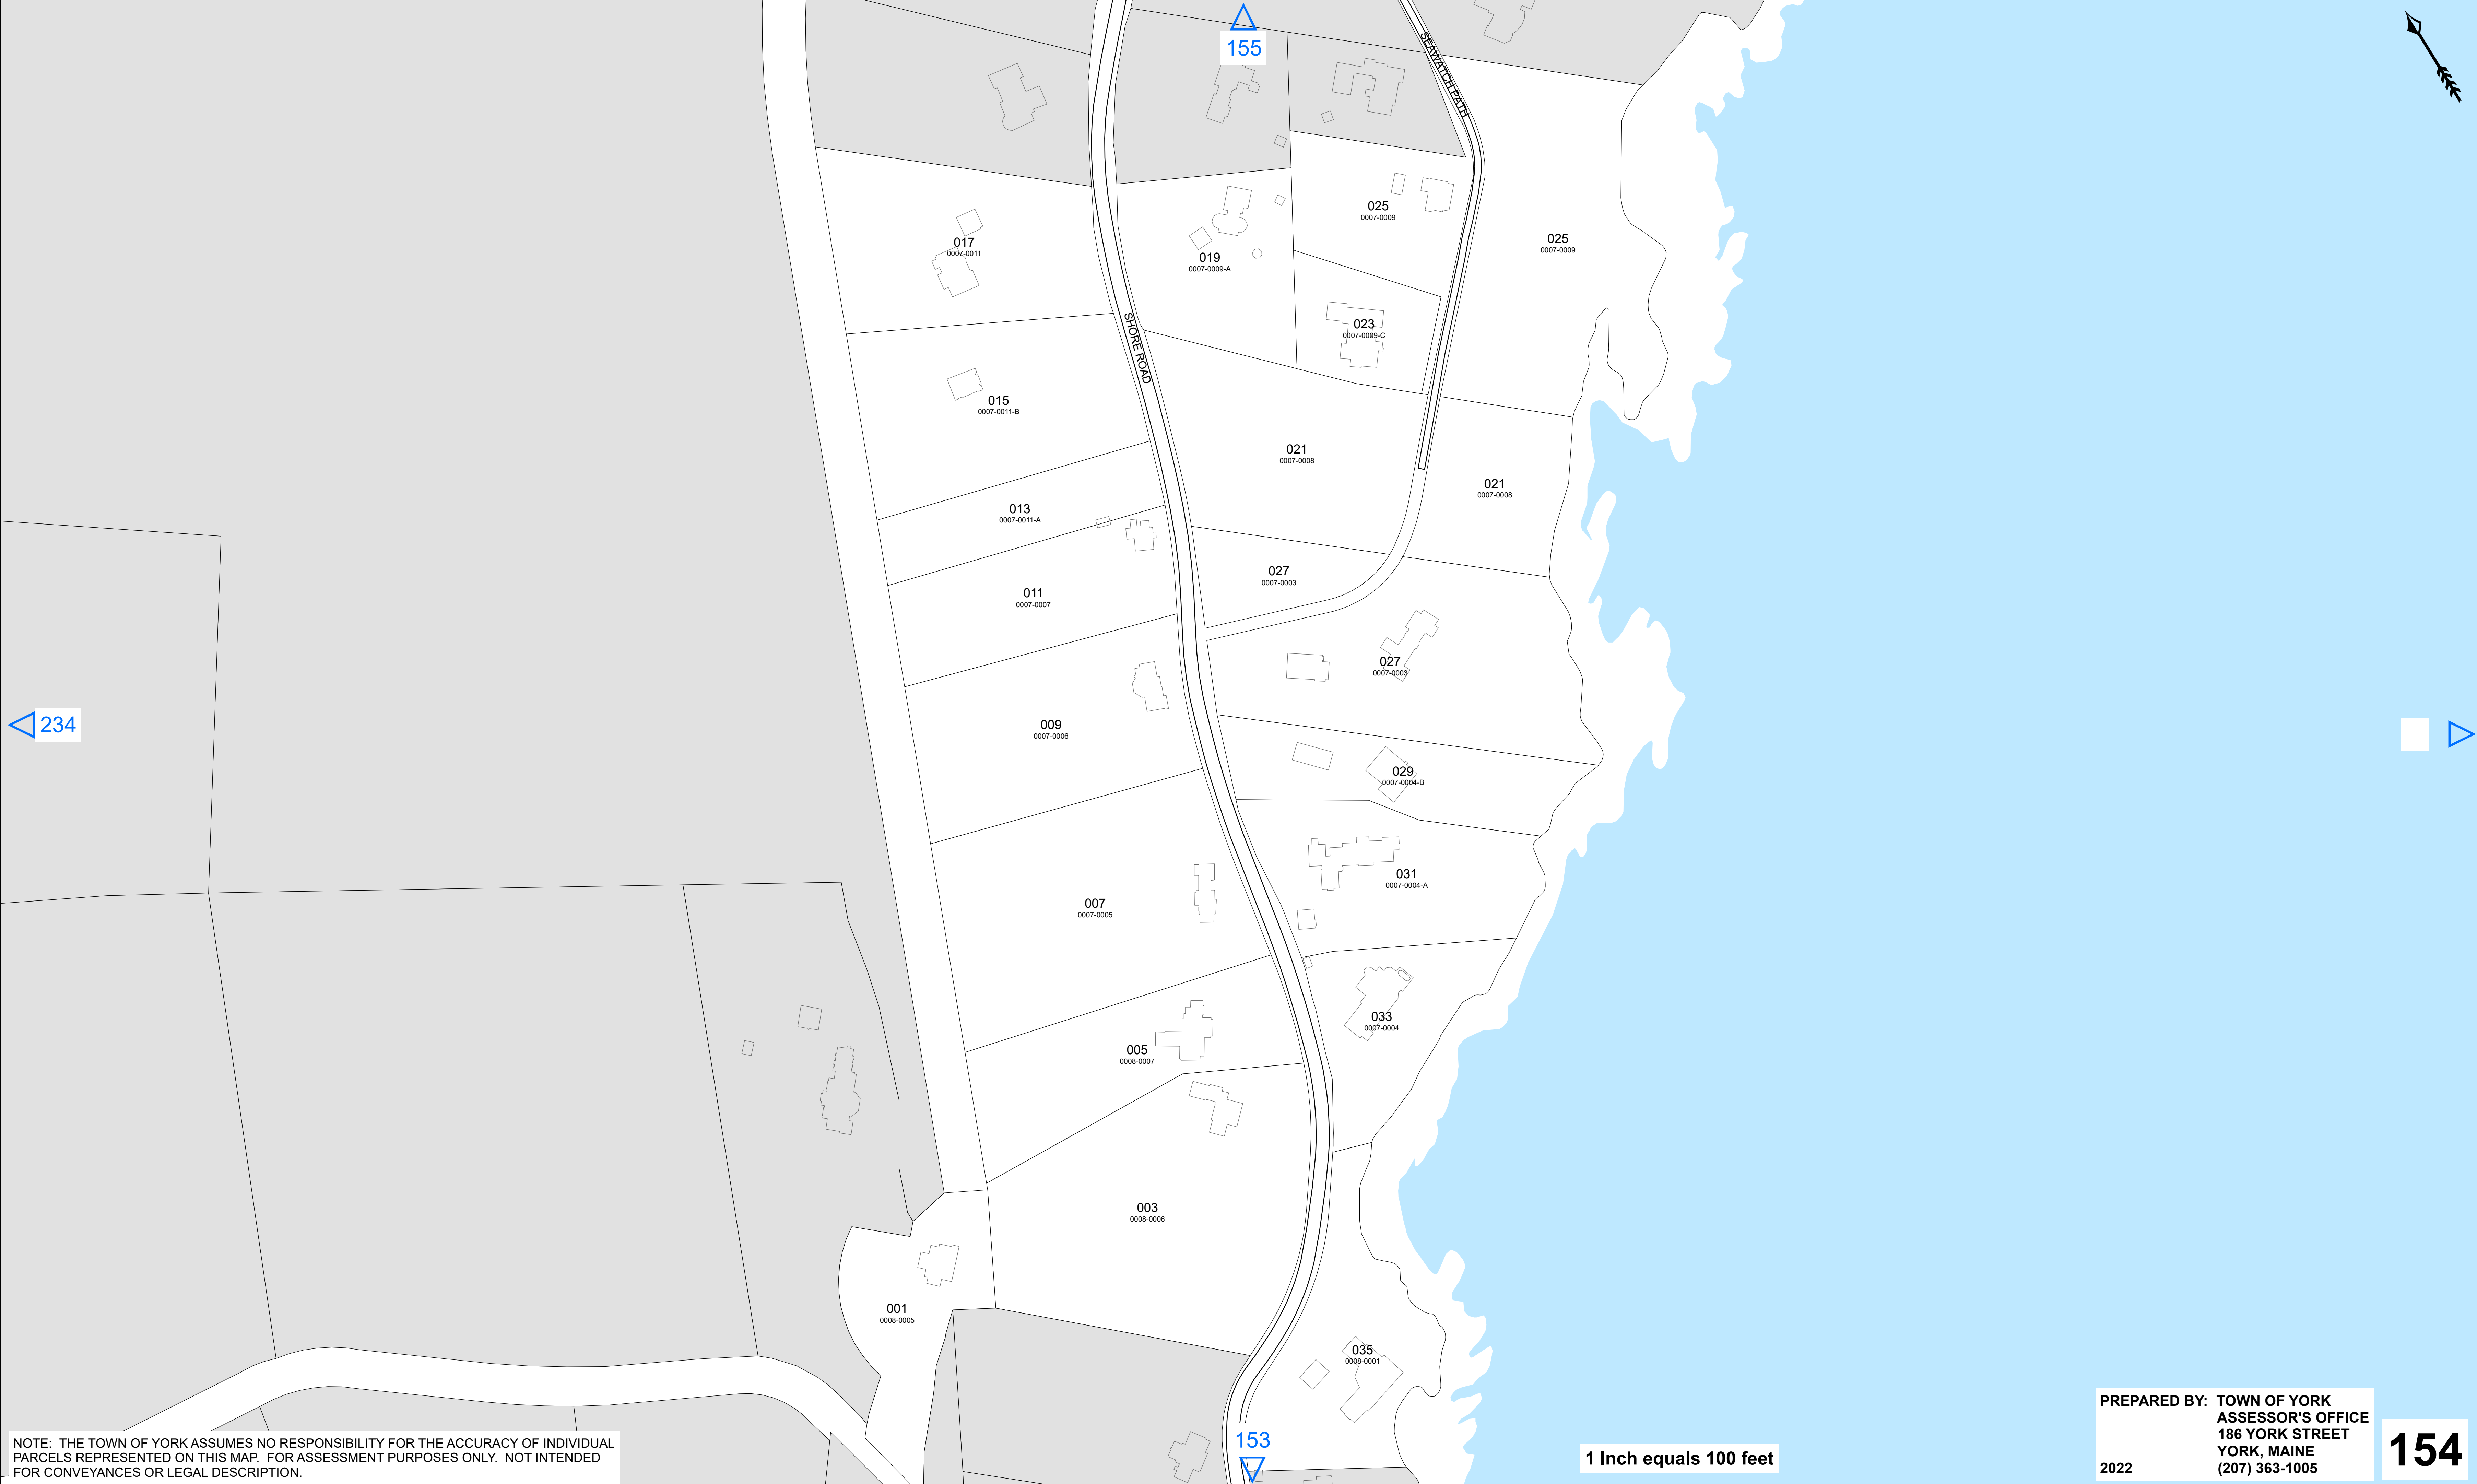 155
SEAWATCH PATH
025
0007-0009
017
0007-0011
025
0007-0009
019
0007-0009-A
023
0007-0009-C
SHORE ROAD
015
0007-0011-B
021
0007-0008
021
0007-0008
013
0007-0011-A
027
0007-0003
011
0007-0007
027
0007-0003
009
0007-0006
234
029
0007-0004-B
031
0007-0004-A
007
0007-0005
033
0007-0004
005
0008-0007
003
0008-0006
001
0008-0005
035
0008-0001
153
NOTE: THE TOWN OF YORK ASSUMES NO RESPONSIBILITY FOR THE ACCURACY OF INDIVIDUAL
PARCELS REPRESENTED ON THIS MAP. FOR ASSESSMENT PURPOSES ONLY. NOT INTENDED
FOR CONVEYANCES OR LEGAL DESCRIPTION.
1 Inch equals 100 feet
PREPARED BY: TOWN OF YORK
ASSESSOR'S OFFICE
186 YORK STREET
YORK, MAINE
2022 (207) 363-1005
154